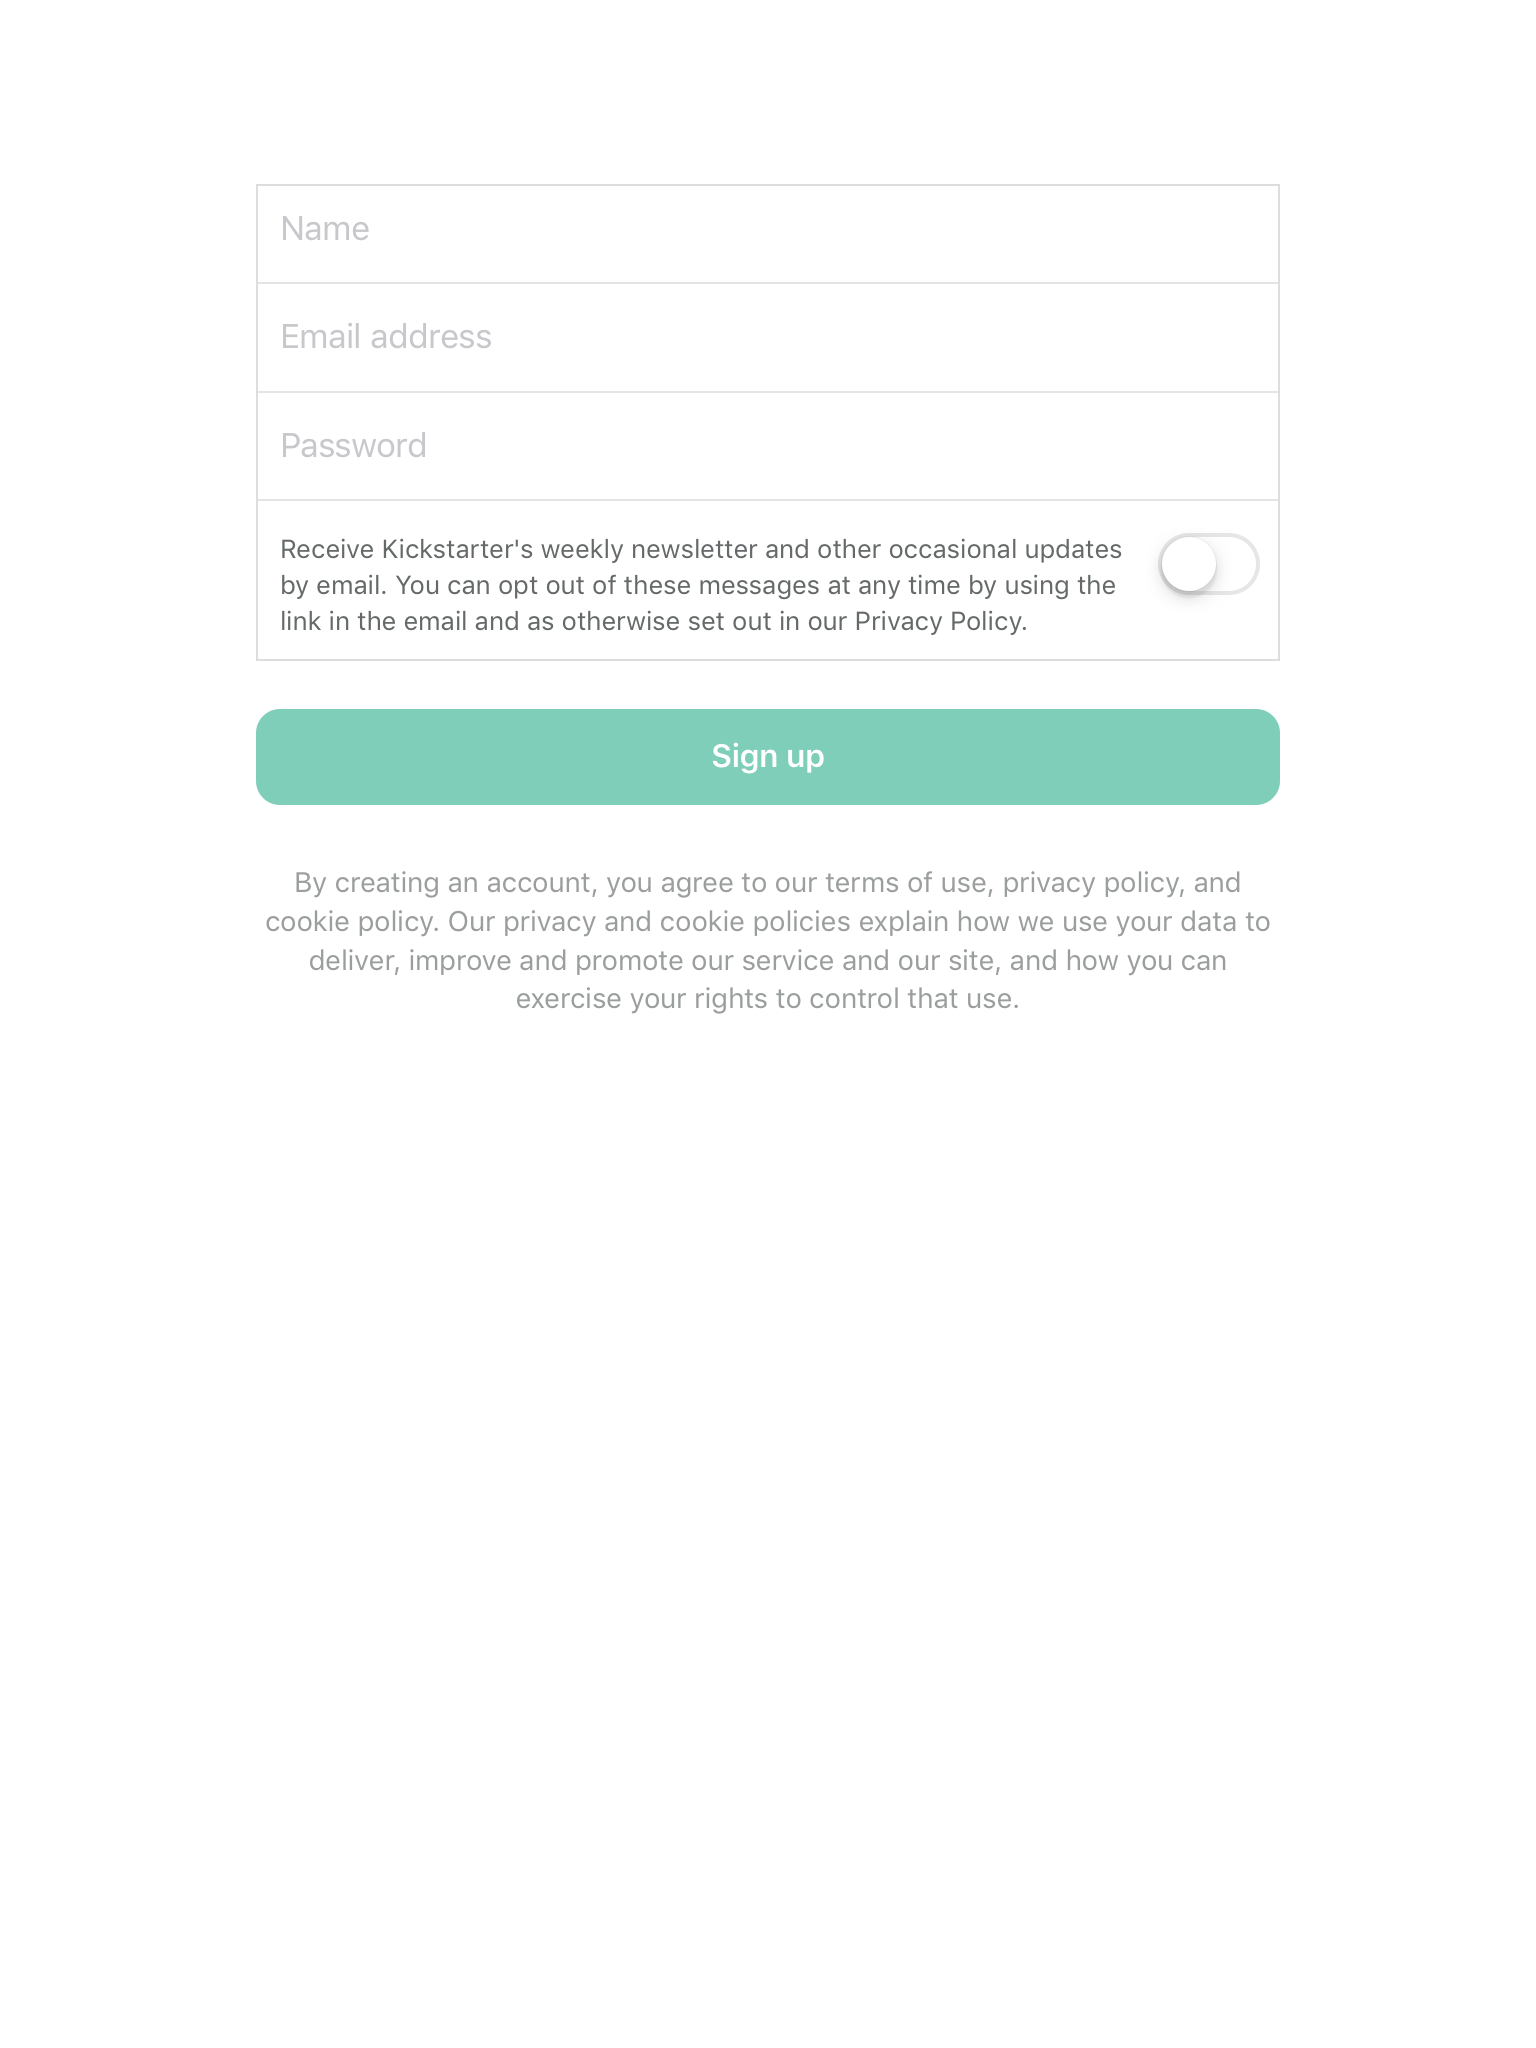 Name
Email address
Password
Receive Kickstarter's weekly newsletter and other occasional updates
by email. You can opt out of these messages at any time by using the
link in the email and as otherwise set out in our Privacy Policy.
Sign up
By creating an account, you agree to our terms of use, privacy policy, and
cookie policy. Our privacy and cookie policies explain how we use your data to
deliver, improve and promote our service and our site, and how you can
exercise your rights to control that use.